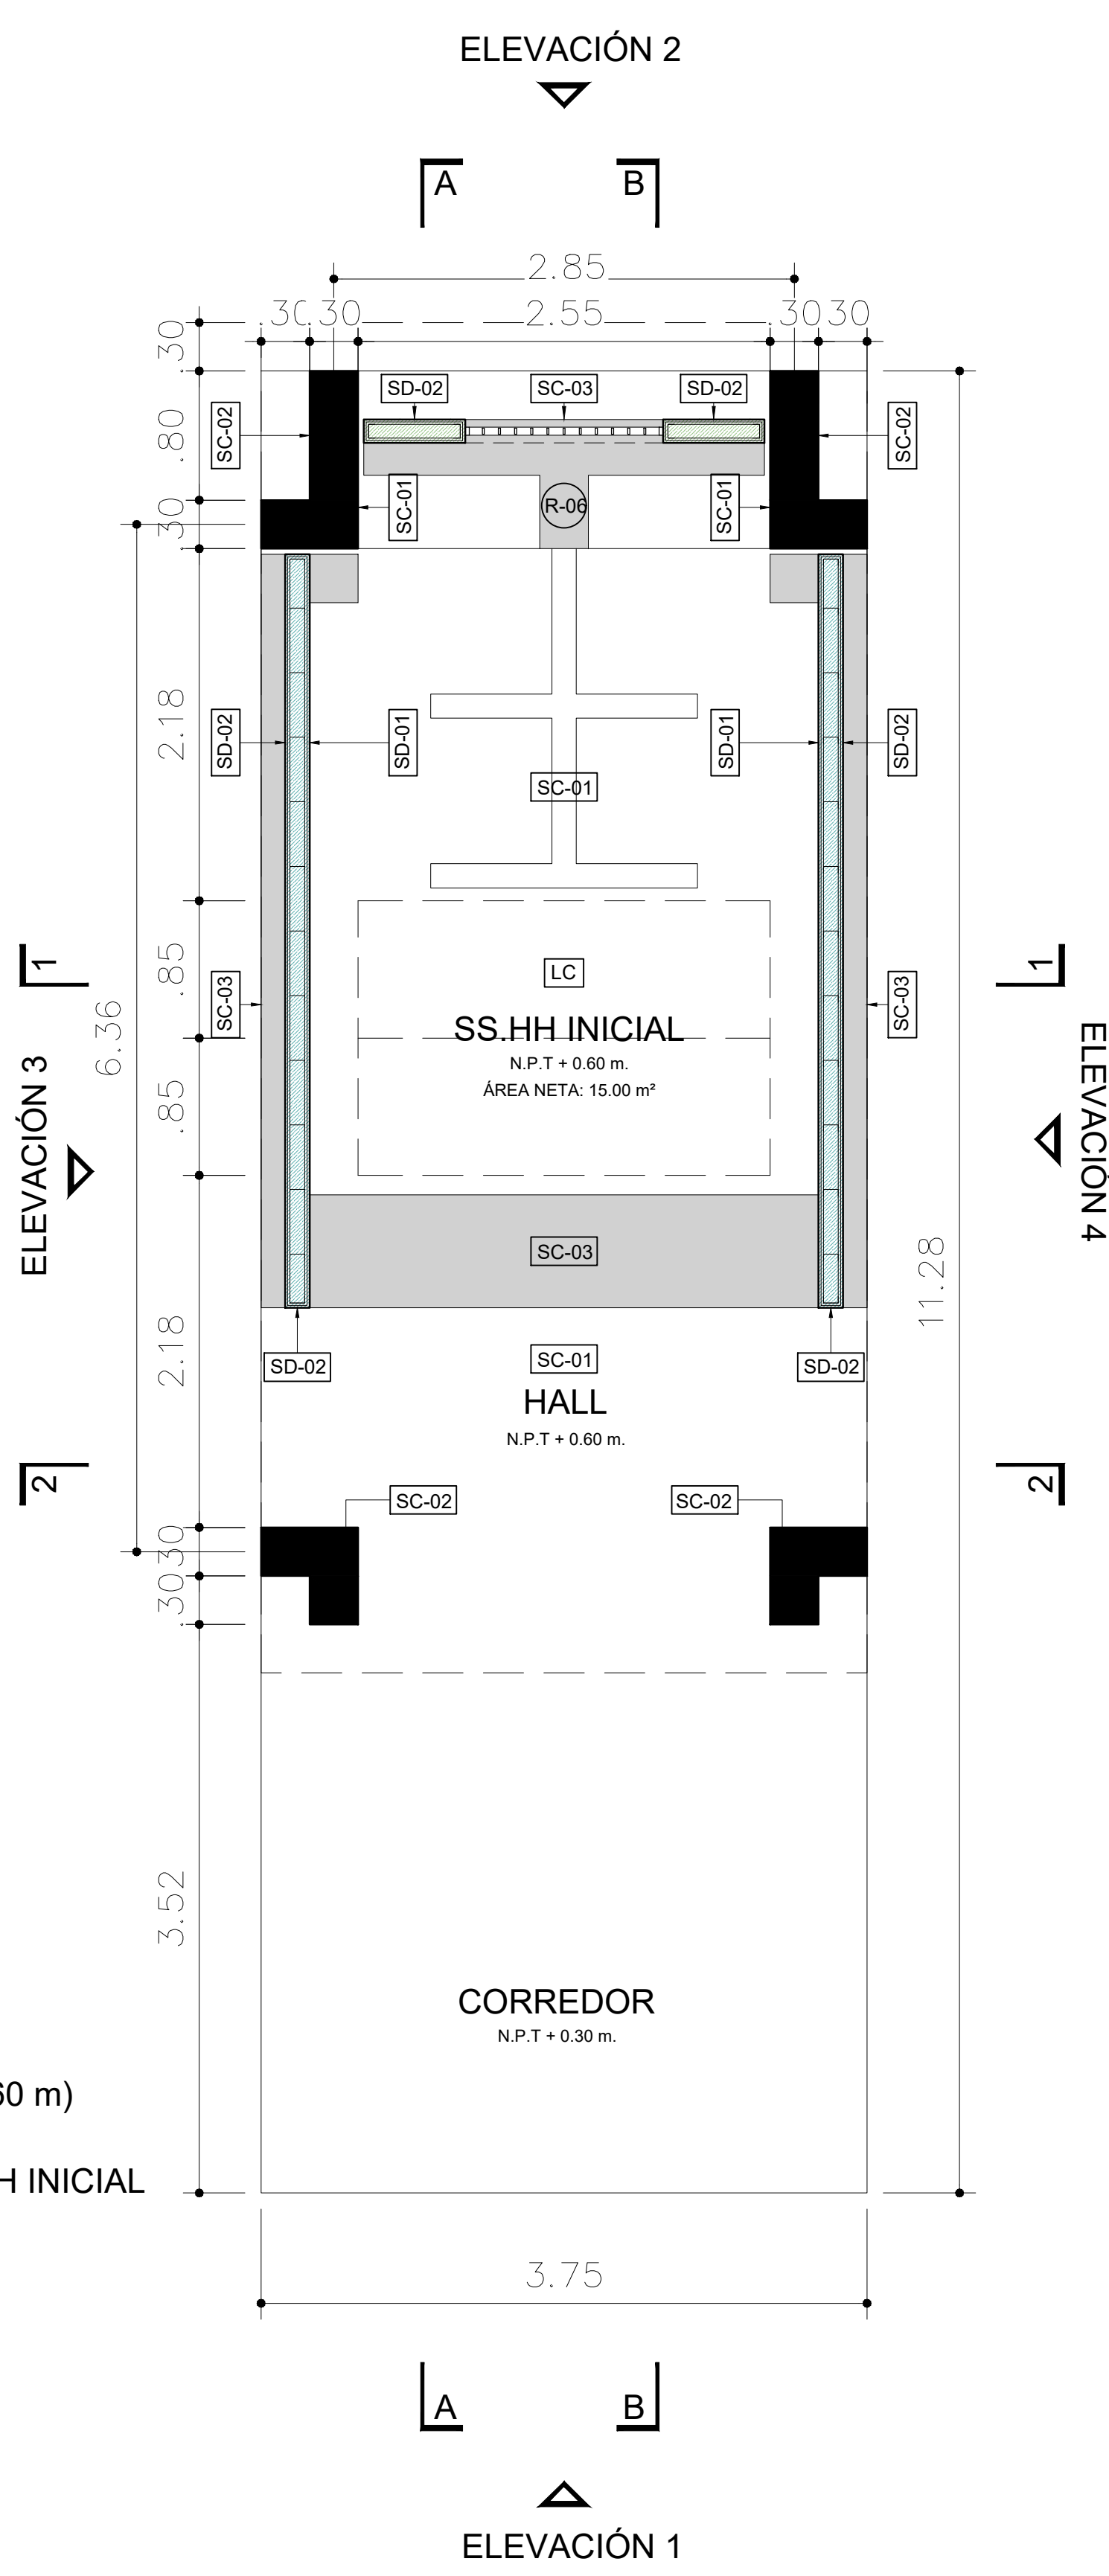 ELEVACIÓN 2
A B
2.85
.30 .30 2.55 .30 .30
.30
SD-02 SC-03 SD-02
SC-02 .80 SC-02
SC-01 R-06 SC-01
.30
2.18
SD-02 SD-01 SD-01 SD-02
SC-01
1 1
.85 LC
SC-03 SC-03
6.36
SS.HH INICIAL
N.P.T + 0.60 m.
ÁREA NETA: 15.00 m²
.85
ELEVACIÓN 3 ELEVACIÓN 4
SC-03
11.28
2.18
SD-02 SC-01 SD-02
HALL
N.P.T + 0.60 m.
2 2
SC-02 SC-02
.30
.30
3.52
CORREDOR
N.P.T + 0.30 m.
60 m)
H INICIAL
3.75
A B
ELEVACIÓN 1